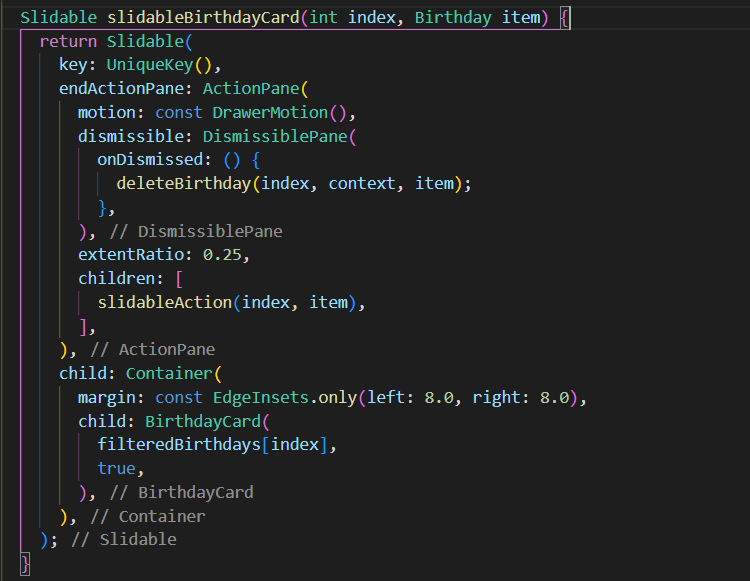 Slidable slidableBirthdayCard(int index, Birthday item) {
  return Slidable(
    key: UniqueKey(),
    endActionPane: ActionPane(
      motion: const DrawerMotion(),
      dismissible: DismissiblePane(
        onDismissed: () {
          deleteBirthday(index, context, item);
        },
      ), // DismissiblePane
      extentRatio: 0.25,
      children: [
        slidableAction(index, item),
      ],
    ), // ActionPane
    child: Container(
      margin: const EdgeInsets.only(left: 8.0, right: 8.0),
      child: BirthdayCard(
        filteredBirthdays[index],
        true,
      ), // BirthdayCard
    ), // Container
  ); // Slidable
}